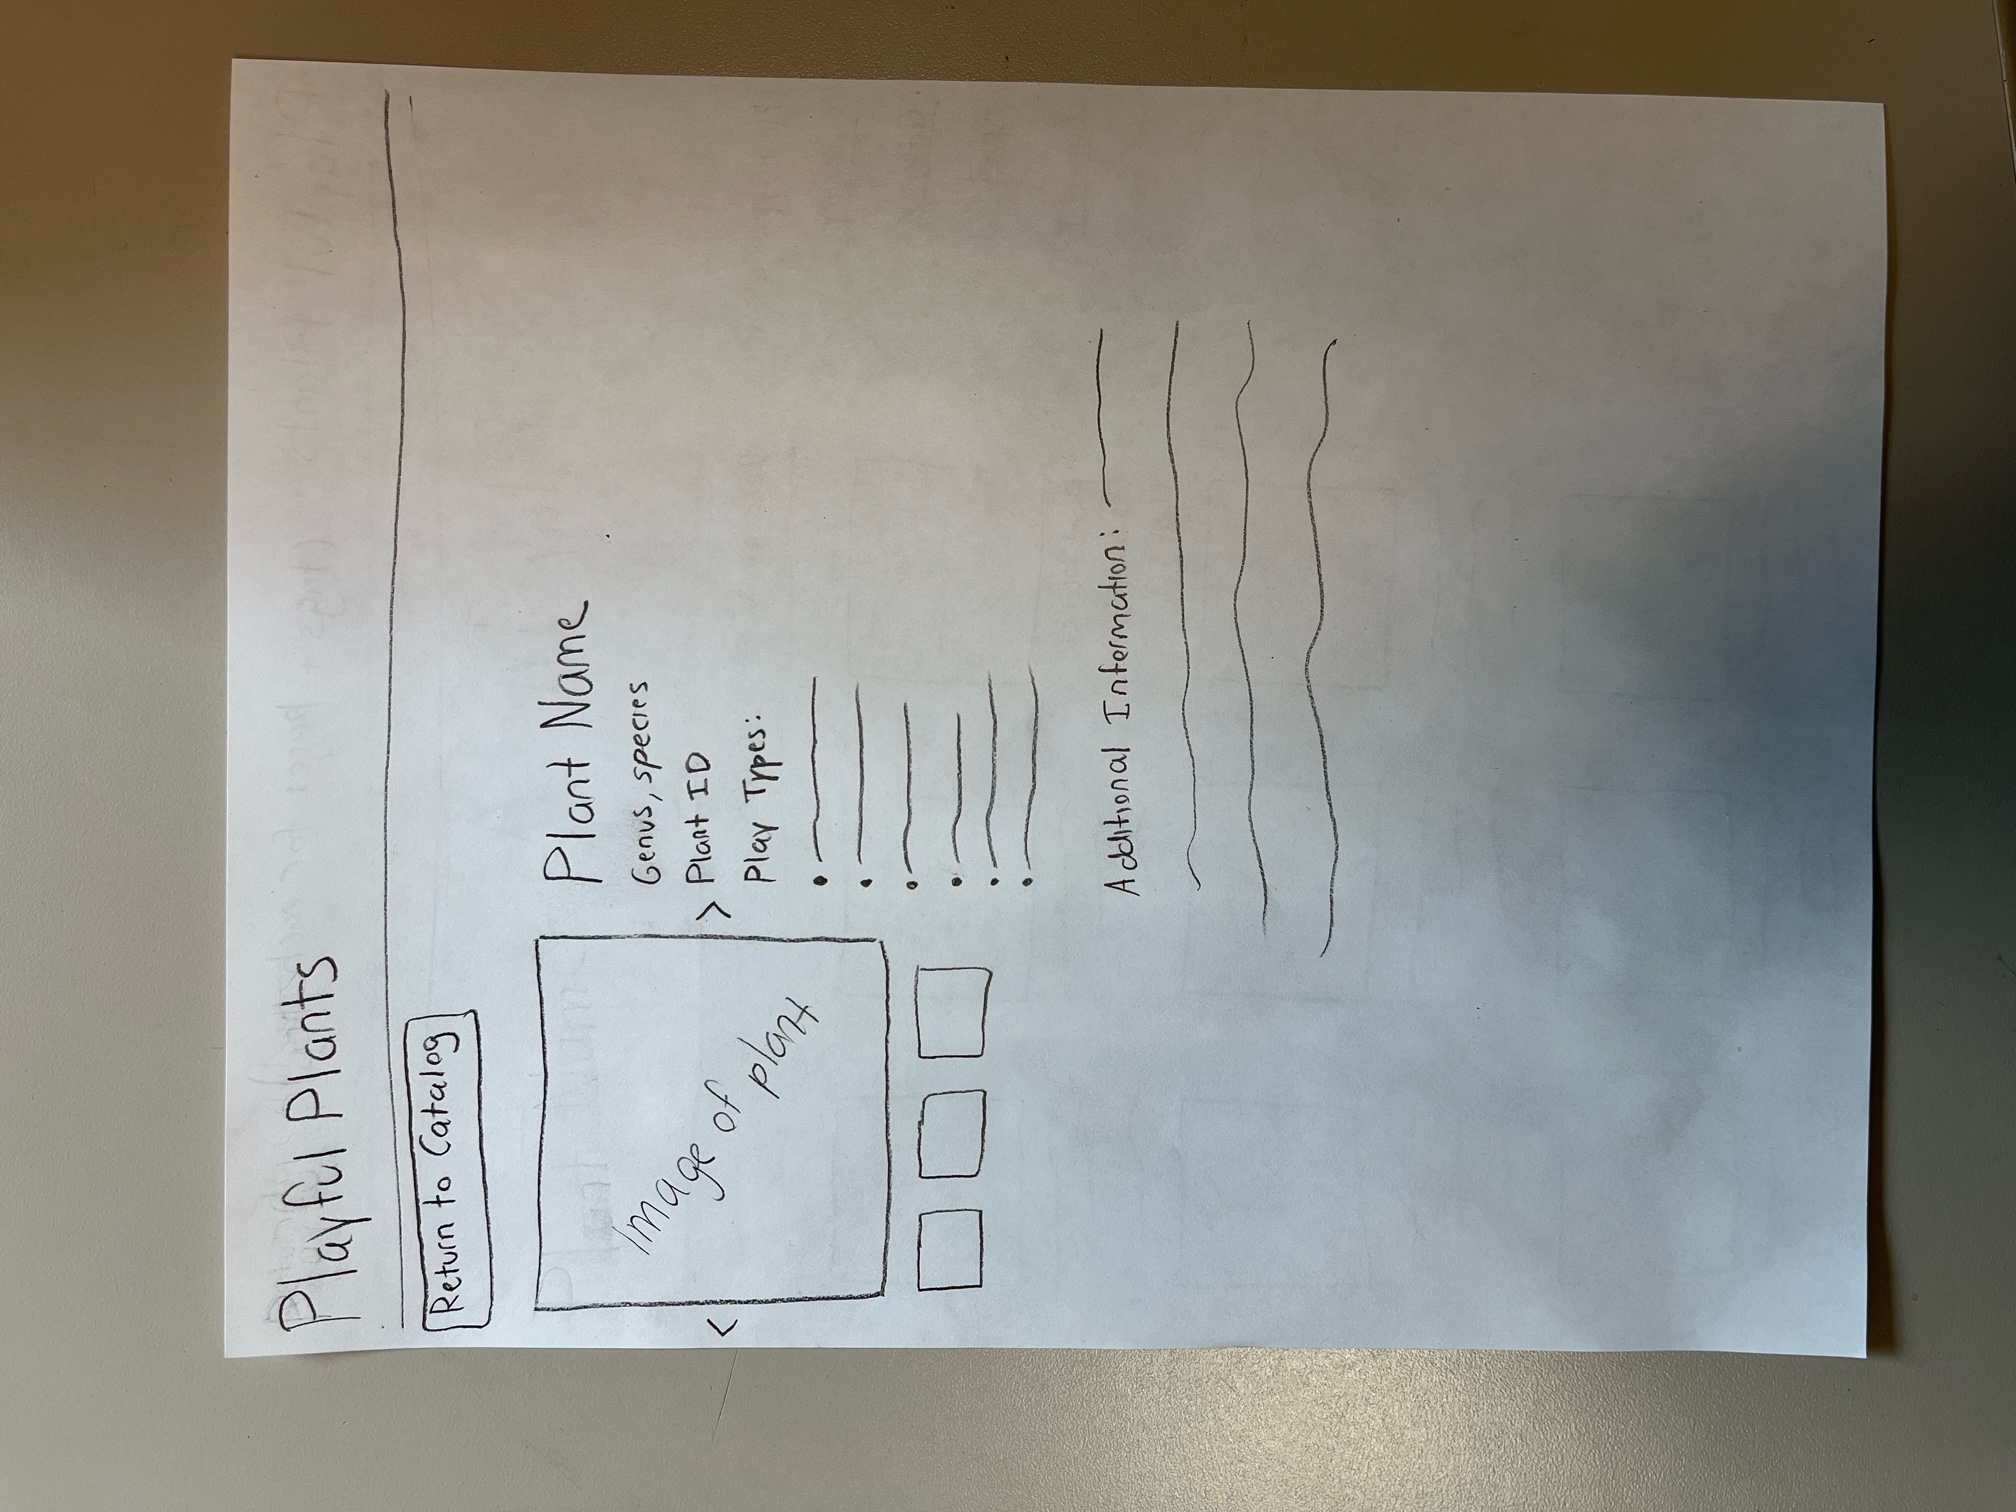 Playful Plants
Return to Catalog
Image of plant
<
>
Plant Name
Genus, species
Plant ID
Play Types:
Additional Information: